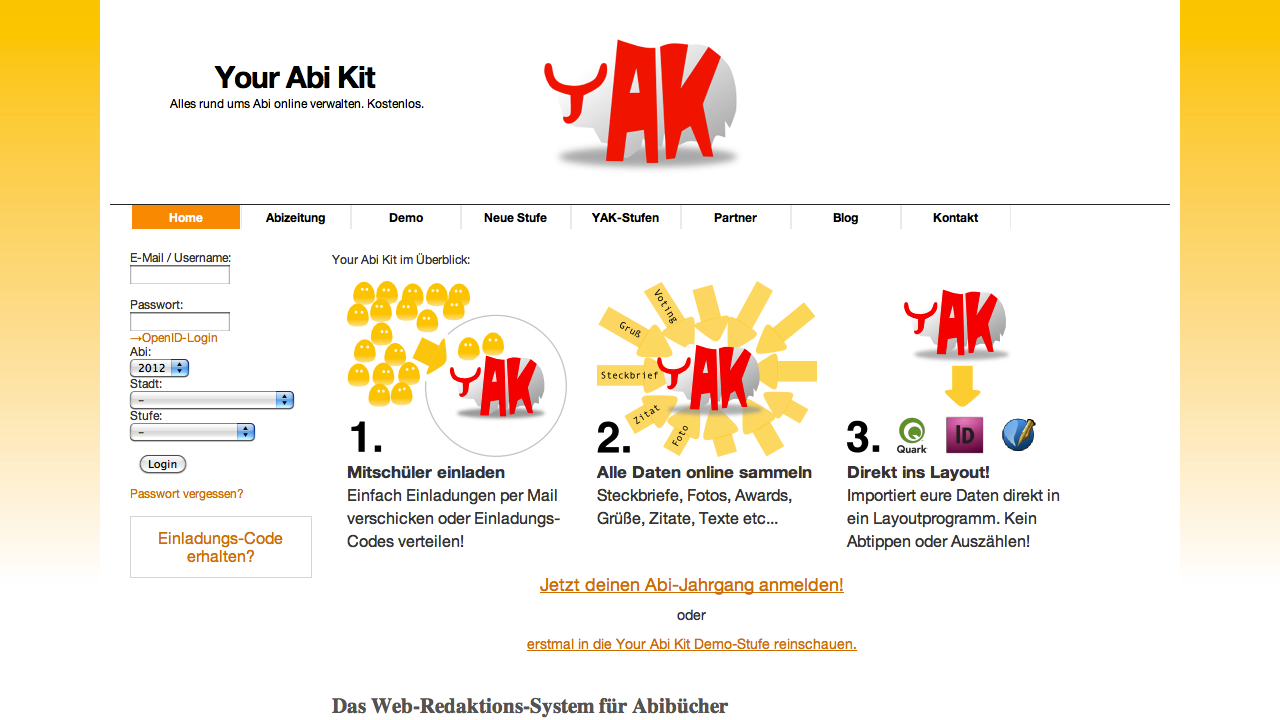 Your Abi Kit
Alles rund ums Abi online verwalten. Kostenlos.
YAK
Home
Abizeitung
Demo
Neue Stufe
YAK-Stufen
Partner
Blog
Kontakt
E-Mail / Username:
Passwort:
→OpenID-Login
Abi:
2012
Stadt:
–
Stufe:
–
Login
Passwort vergessen?
Einladungs-Code
erhalten?
Your Abi Kit im Überblick:
YAK
1.
Mitschüler einladen
Einfach Einladungen per Mail
verschicken oder Einladungs-
Codes verteilen!
Voting
Gruß
Steckbrief
Zitat
Foto
YAK
2.
Alle Daten online sammeln
Steckbriefe, Fotos, Awards,
Grüße, Zitate, Texte etc...
YAK
3.
Quark
ID
Direkt ins Layout!
Importiert eure Daten direkt in
ein Layoutprogramm. Kein
Abtippen oder Auszählen!
Jetzt deinen Abi-Jahrgang anmelden!
oder
erstmal in die Your Abi Kit Demo-Stufe reinschauen.
Das Web-Redaktions-System für Abibücher